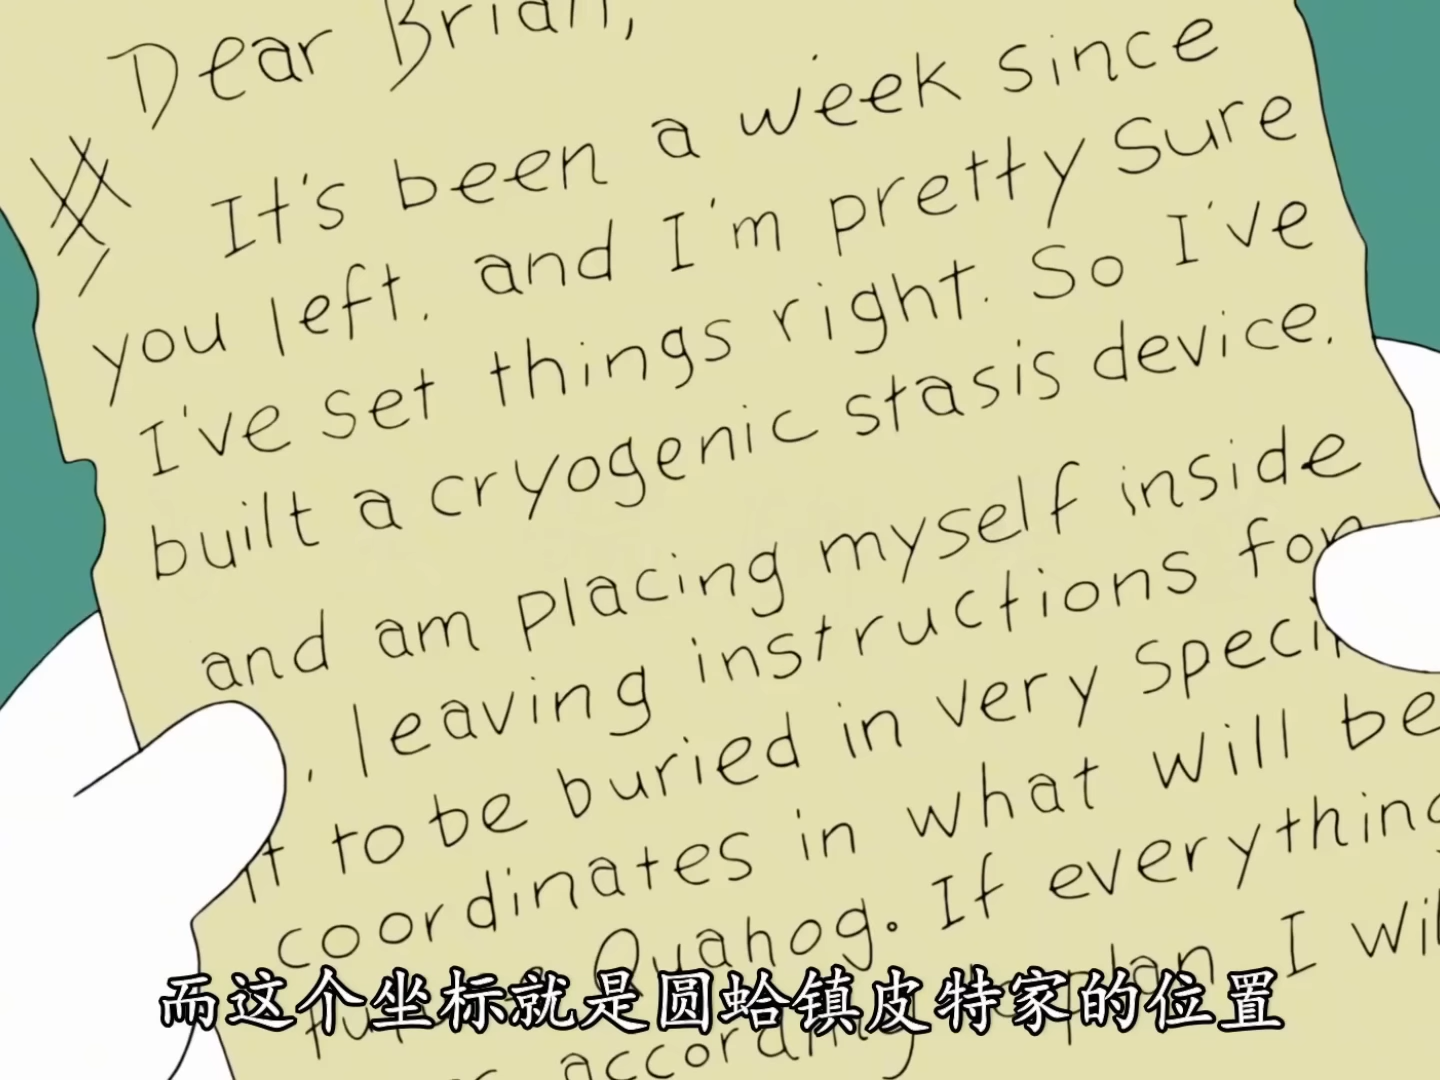 Dear Brian,
It's been a week since
you left, and I'm pretty sure
I've set things right. So I've
built a cryogenic stasis device,
and am placing myself inside
, leaving instructions for
it to be buried in very speci
coordinates in what will be
Quahog. If everything
according plan I wil
而这个坐标就是圆蛤镇皮特家的位置